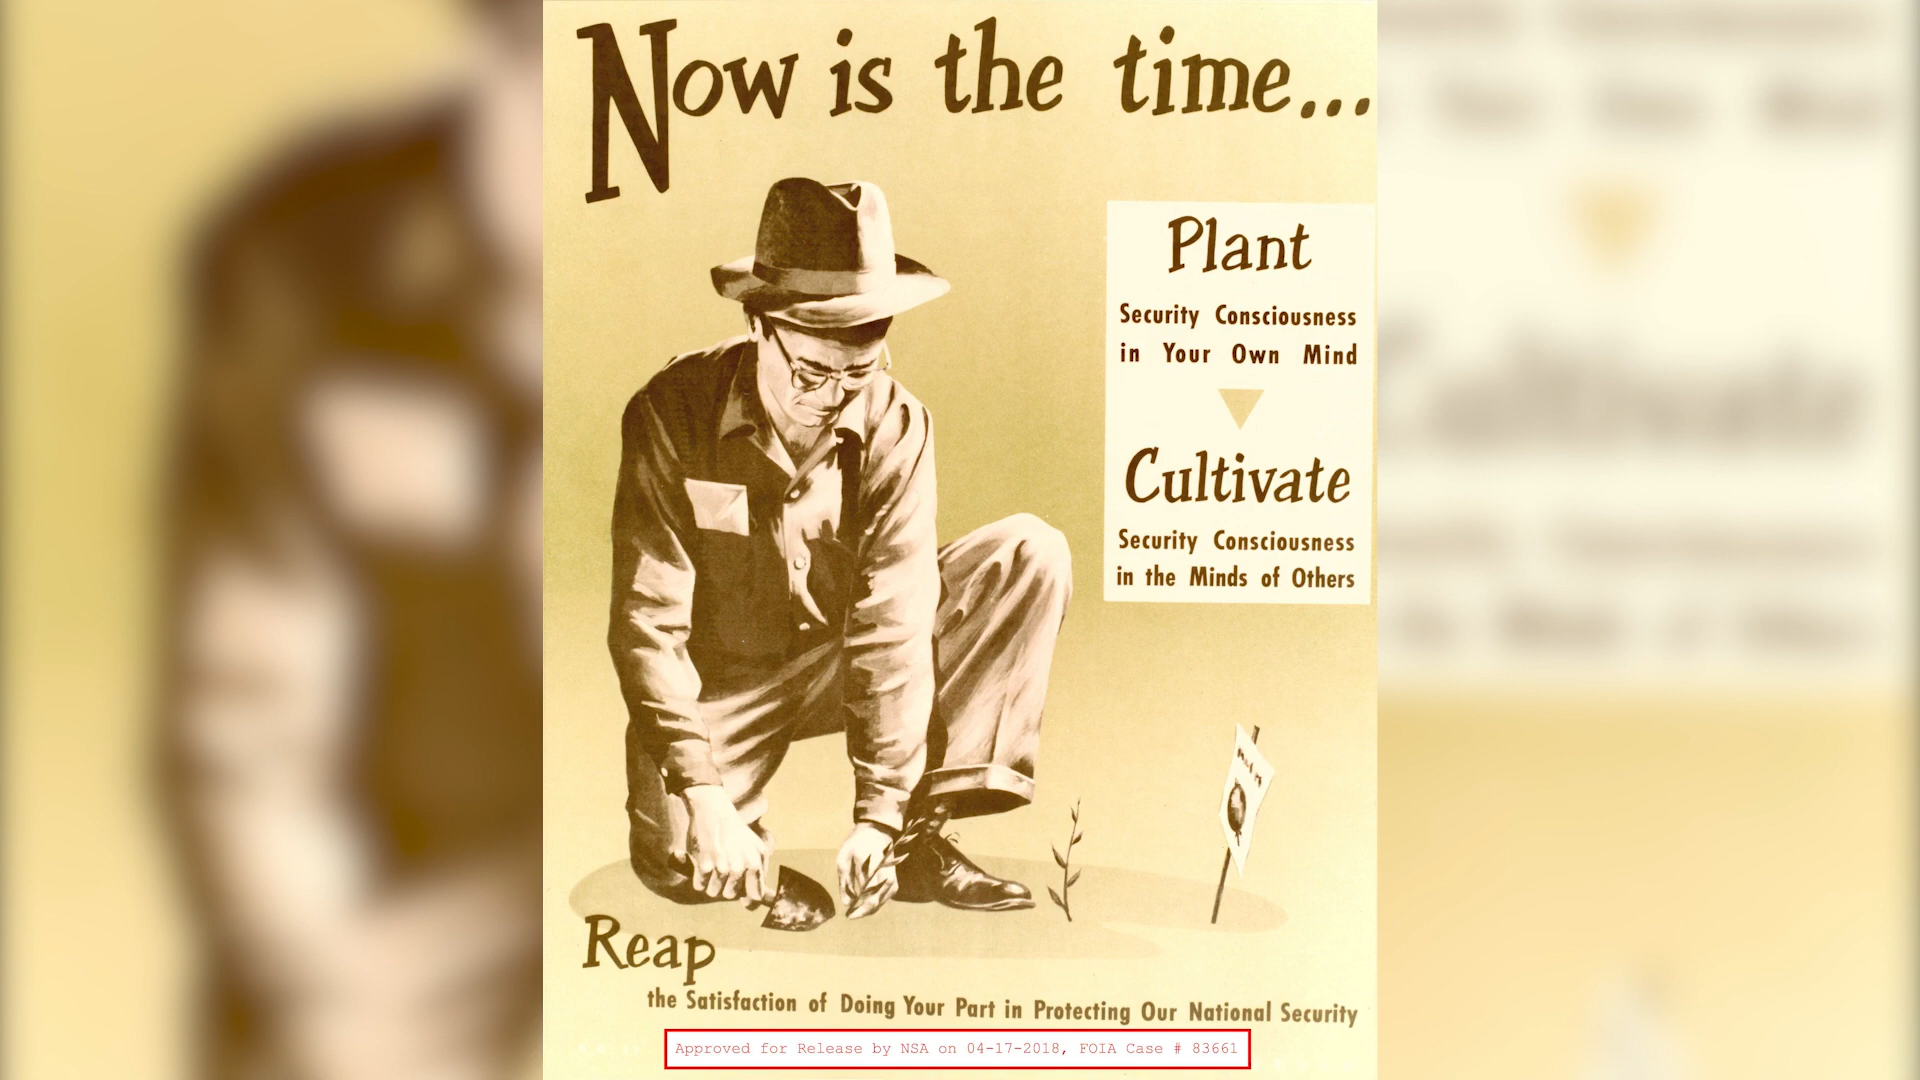 Now is the time...
Plant
Security Consciousness
in Your Own Mind
Cultivate
Security Consciousness
in the Minds of Others
Reap
the Satisfaction of Doing Your Part in Protecting Our National Security
Approved for Release by NSA on 04-17-2018, FOIA Case # 83661